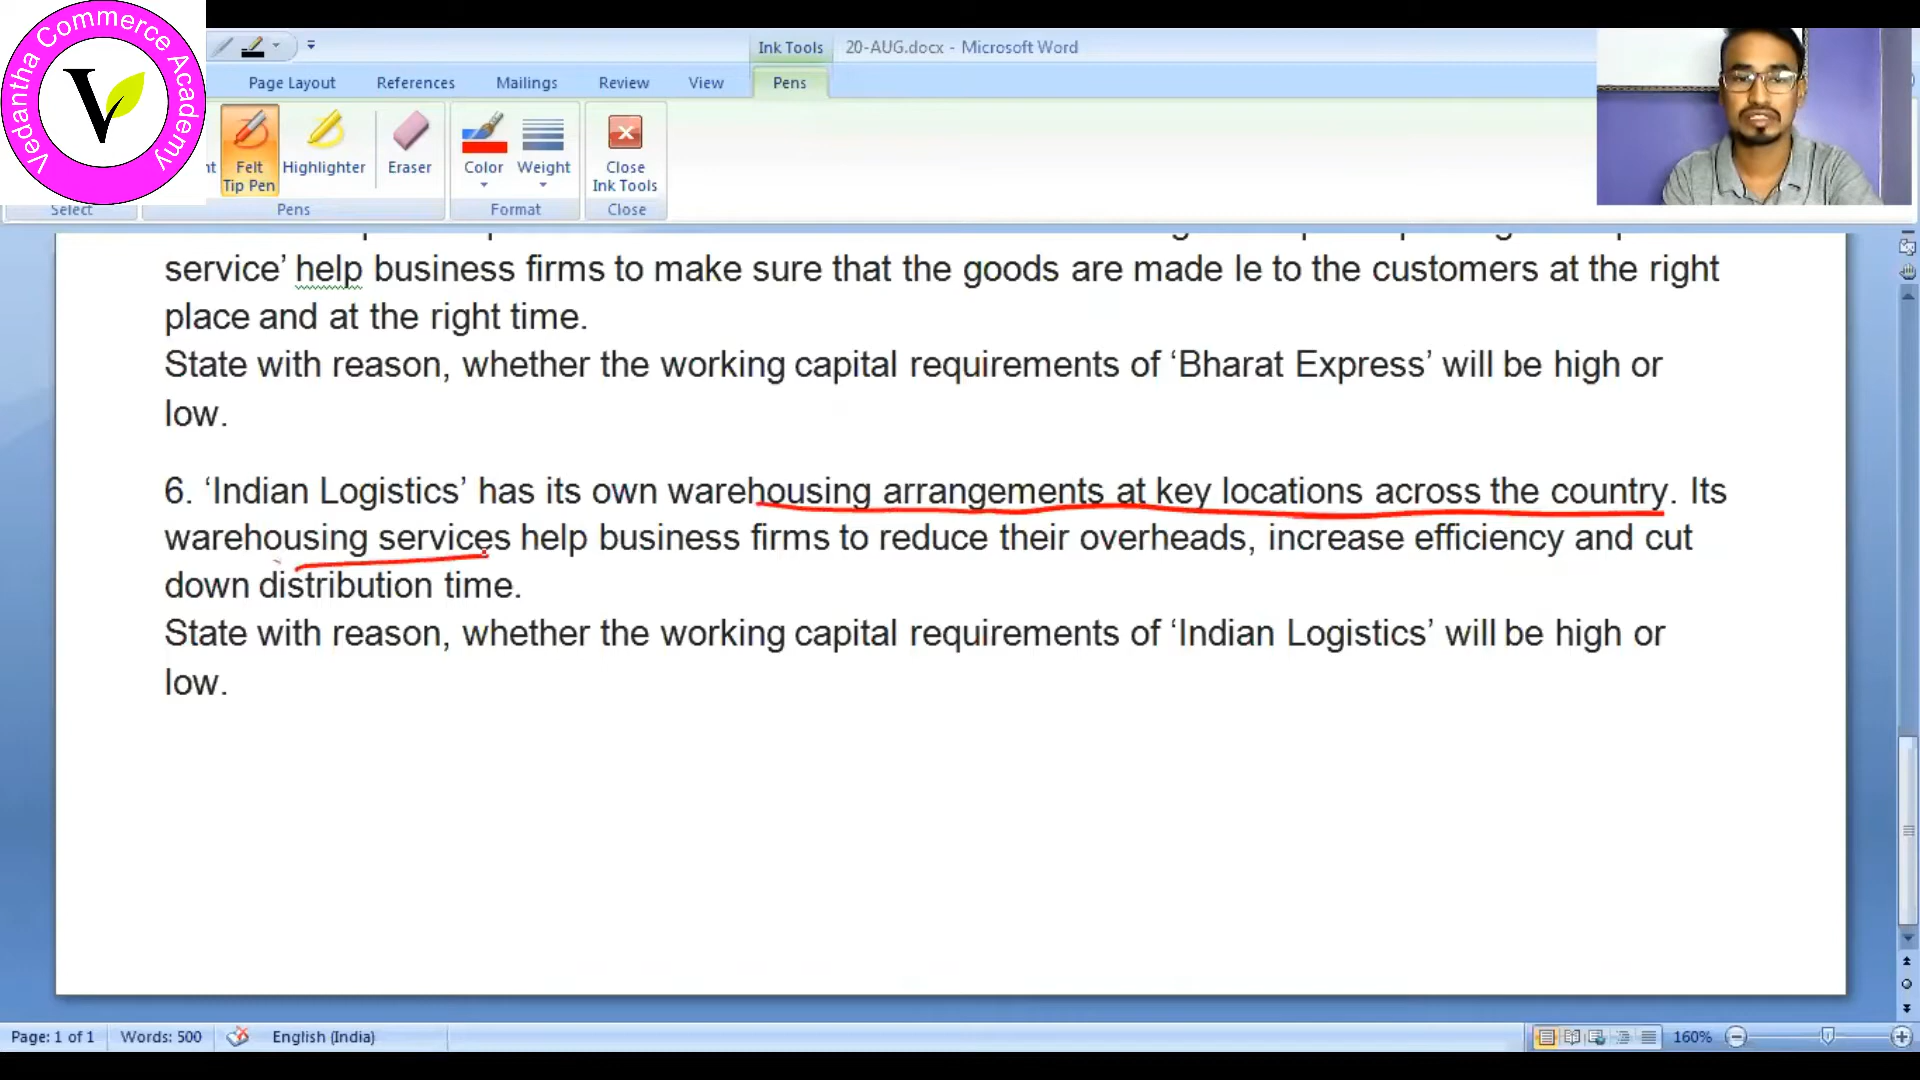 Vedantha Commerce Academy
V
Ink Tools
20-AUG.docx - Microsoft Word
Page Layout
References
Mailings
Review
View
Pens
Felt
Tip Pen
Highlighter
Eraser
Color
Weight
Close
Ink Tools
Select
Pens
Format
Close
service’ help business firms to make sure that the goods are made le to the customers at the right
place and at the right time.
State with reason, whether the working capital requirements of ‘Bharat Express’ will be high or
low.
6. ‘Indian Logistics’ has its own warehousing arrangements at key locations across the country. Its
warehousing services help business firms to reduce their overheads, increase efficiency and cut
down distribution time.
State with reason, whether the working capital requirements of ‘Indian Logistics’ will be high or
low.
Page: 1 of 1
Words: 500
English (India)
160%